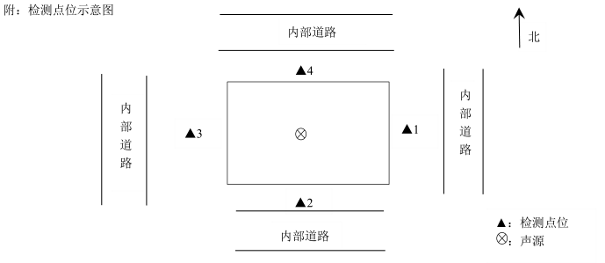 附：检测点位示意图
内部道路
北
▲4
内部道路
▲3
▲1
内部道路
▲2
内部道路
▲：检测点位
⊗：声源